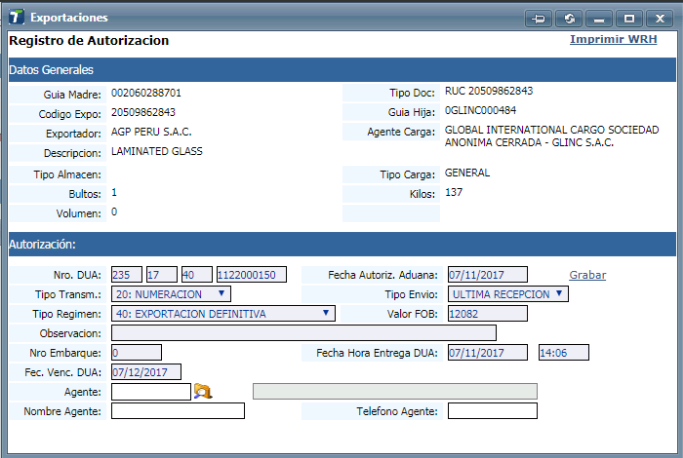 Exportaciones
Registro de Autorizacion Imprimir WRH
Datos Generales
Guia Madre: 002060288701 Tipo Doc: RUC 20509862843
Codigo Expo: 20509862843 Guia Hija: 0GLINC000484
Exportador: AGP PERU S.A.C. Agente Carga: GLOBAL INTERNATIONAL CARGO SOCIEDAD
ANONIMA CERRADA - GLINC S.A.C.
Descripcion: LAMINATED GLASS
Tipo Almacen: Tipo Carga: GENERAL
Bultos: 1 Kilos: 137
Volumen: 0
Autorización:
Nro. DUA: 235 17 40 1122000150 Fecha Autoriz. Aduana: 07/11/2017 Grabar
Tipo Transm.: 20: NUMERACION Tipo Envio: ULTIMA RECEPCION
Tipo Regimen: 40: EXPORTACION DEFINITIVA Valor FOB: 12082
Observacion:
Nro Embarque: 0 Fecha Hora Entrega DUA: 07/11/2017 14:06
Fec. Venc. DUA: 07/12/2017
Agente:
Nombre Agente: Telefono Agente: